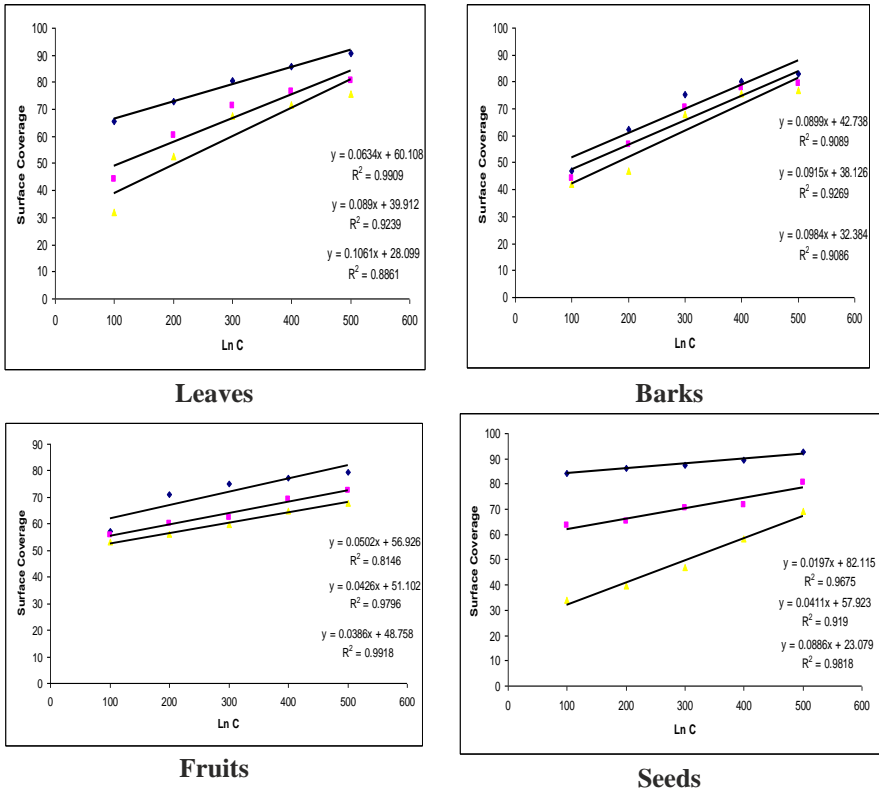 100
90
80
70
60
50
40
30
20
10
0
Surface Coverage
y = 0.0634x + 60.108
R² = 0.9909
y = 0.089x + 39.912
R² = 0.9239
y = 0.1061x + 28.099
R² = 0.8861
0 100 200 300 400 500 600
Ln C
Leaves
100
90
80
70
60
50
40
30
20
10
0
Surface Coverage
y = 0.0899x + 42.738
R² = 0.9089
y = 0.0915x + 38.126
R² = 0.9269
y = 0.0984x + 32.384
R² = 0.9086
0 100 200 300 400 500 600
Ln C
Barks
90
80
70
60
50
40
30
20
10
0
Surface Coverage
y = 0.0502x + 56.926
R² = 0.8146
y = 0.0426x + 51.102
R² = 0.9796
y = 0.0386x + 48.758
R² = 0.9918
0 100 200 300 400 500 600
Ln C
Fruits
100
90
80
70
60
50
40
30
20
10
0
Surface Coverage
y = 0.0197x + 82.115
R² = 0.9675
y = 0.0411x + 57.923
R² = 0.919
y = 0.0886x + 23.079
R² = 0.9818
0 100 200 300 400 500 600
Ln C
Seeds